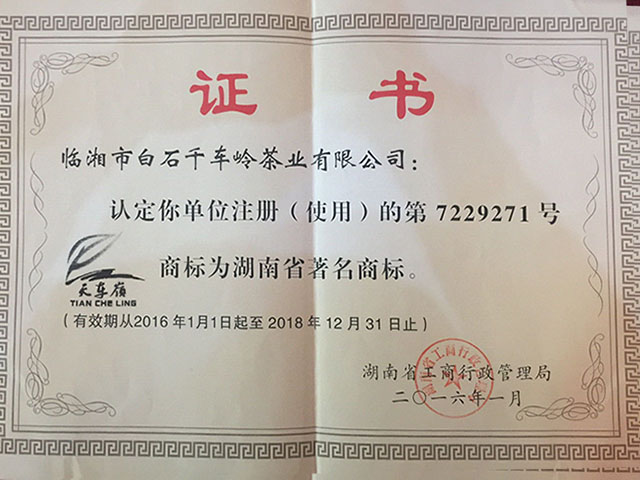 证 书
临湘市白石千车岭茶业有限公司：
认定你单位注册（使用）的第 7229271 号
天车嶺
TIAN CHE LING
商标为湖南省著名商标。
（有效期从2016年1月1日起至2018年12月31日止）
湖南省工商行政管理局
二〇一六年一月